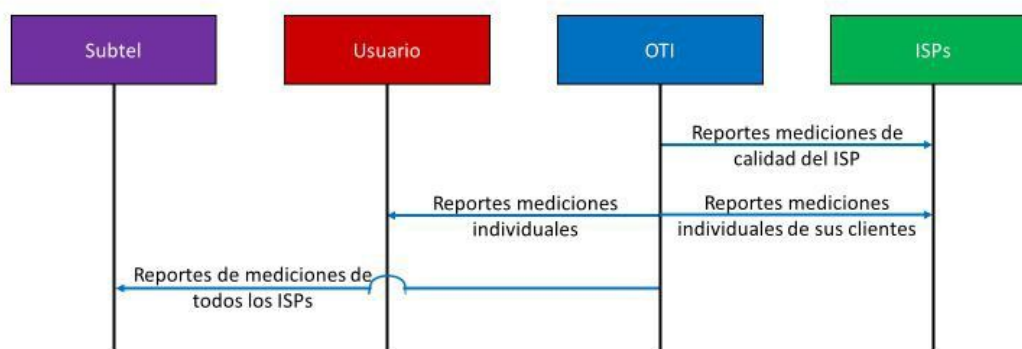 Subtel
Usuario
OTI
ISPs
Reportes mediciones de
calidad del ISP
Reportes mediciones
individuales
Reportes mediciones
individuales de sus clientes
Reportes de mediciones de
todos los ISPs